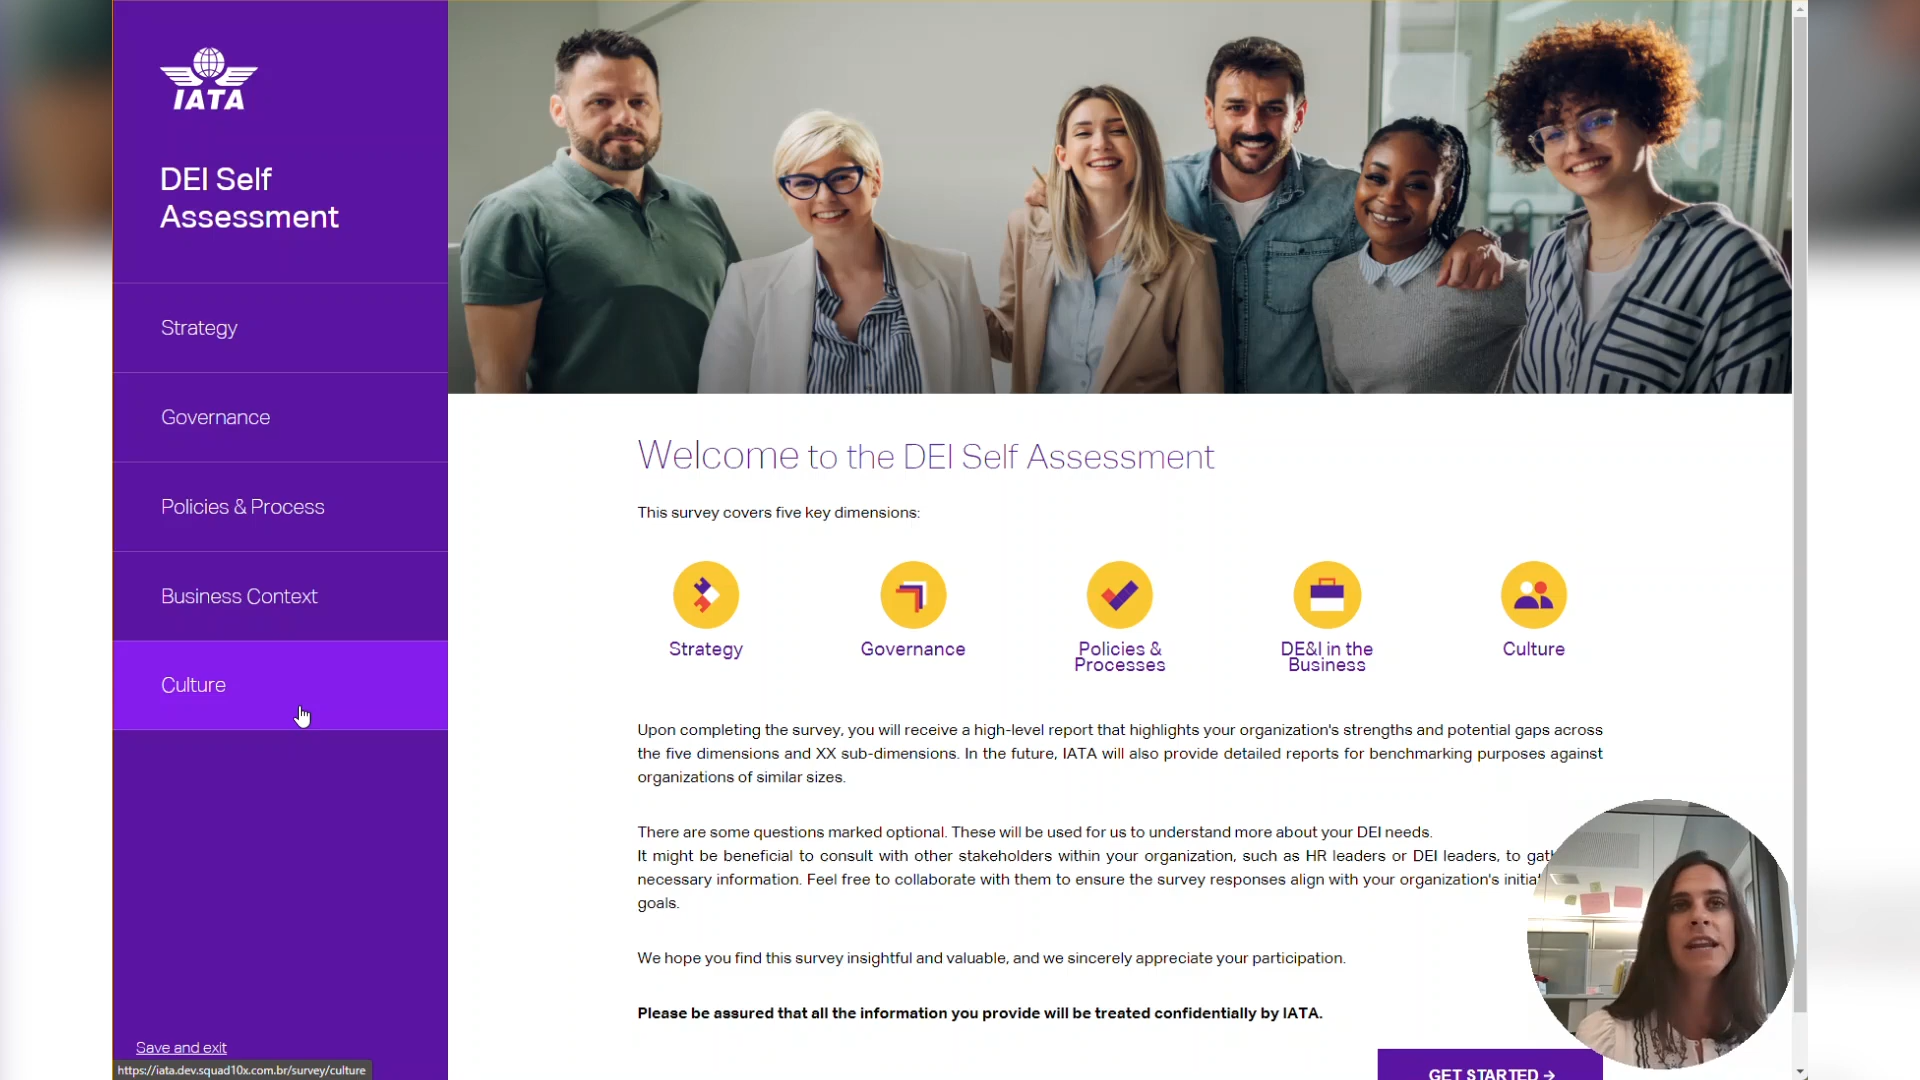 IATA
DEI Self
Assessment
Strategy
Governance
Policies & Process
Business Context
Culture
Save and exit
https://iata.dev.squad10x.com.br/survey/culture
Welcome to the DEI Self Assessment
This survey covers five key dimensions:
Strategy
Governance
Policies &
Processes
DE&I in the
Business
Culture
Upon completing the survey, you will receive a high-level report that highlights your organization's strengths and potential gaps across
the five dimensions and XX sub-dimensions. In the future, IATA will also provide detailed reports for benchmarking purposes against
organizations of similar sizes.
There are some questions marked optional. These will be used for us to understand more about your DEI needs.
It might be beneficial to consult with other stakeholders within your organization, such as HR leaders or DEI leaders, to
necessary information. Feel free to collaborate with them to ensure the survey responses align with your organization's
goals.
We hope you find this survey insightful and valuable, and we sincerely appreciate your participation.
Please be assured that all the information you provide will be treated confidentially by IATA.
GET STARTED →